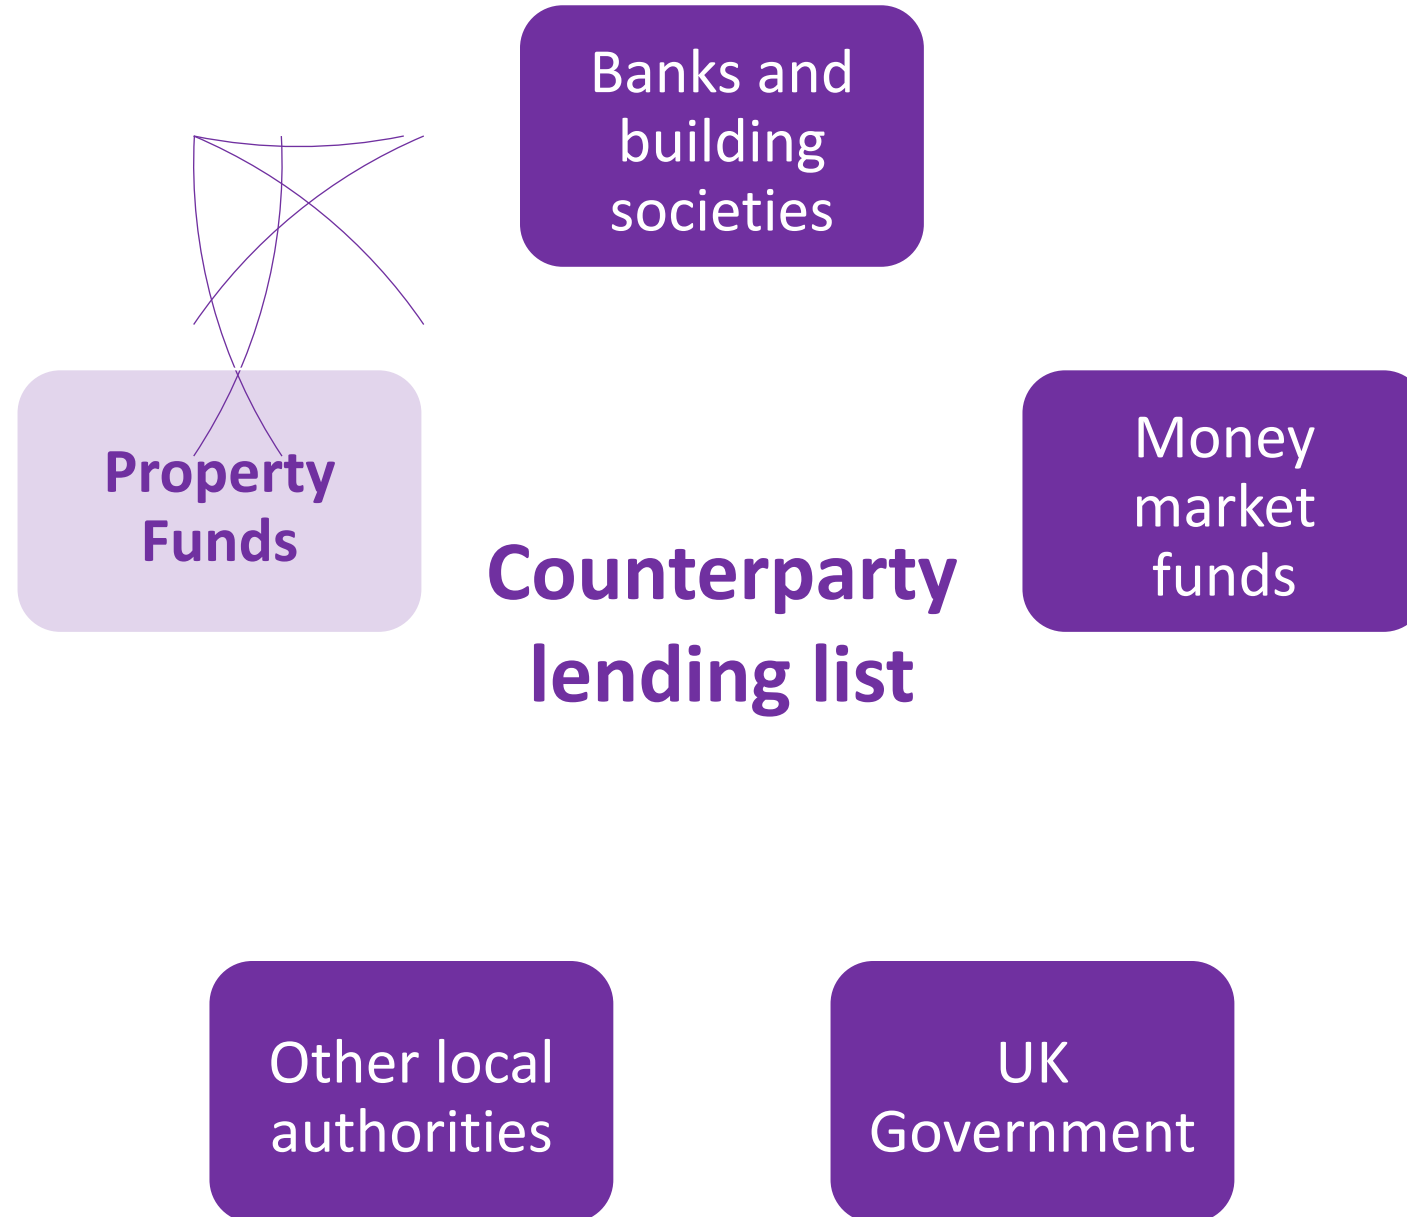 Banks and
building
societies
Property
Funds
Money
market
funds
Counterparty
lending list
Other local
authorities
UK
Government